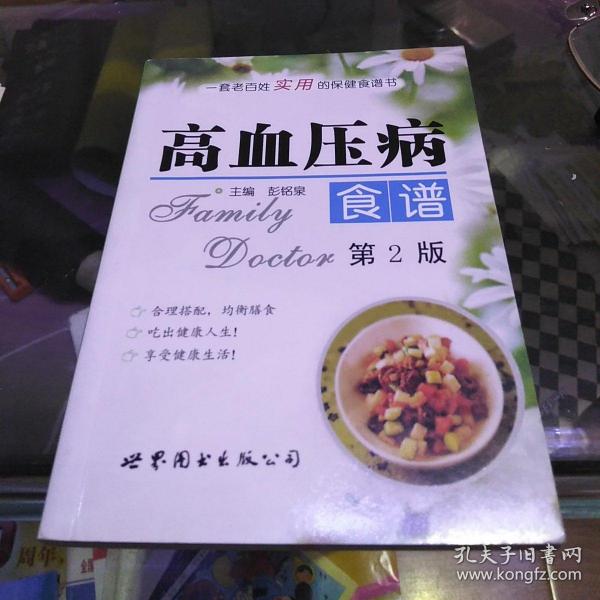 一套老百姓实用的保健食谱书
高血压病
主编 彭铭泉
食谱
Family
Doctor
第2版
合理搭配，均衡膳食
吃出健康人生！
享受健康生活！
世界图书出版公司
周年
孔夫子旧书网
www.kongfz.com